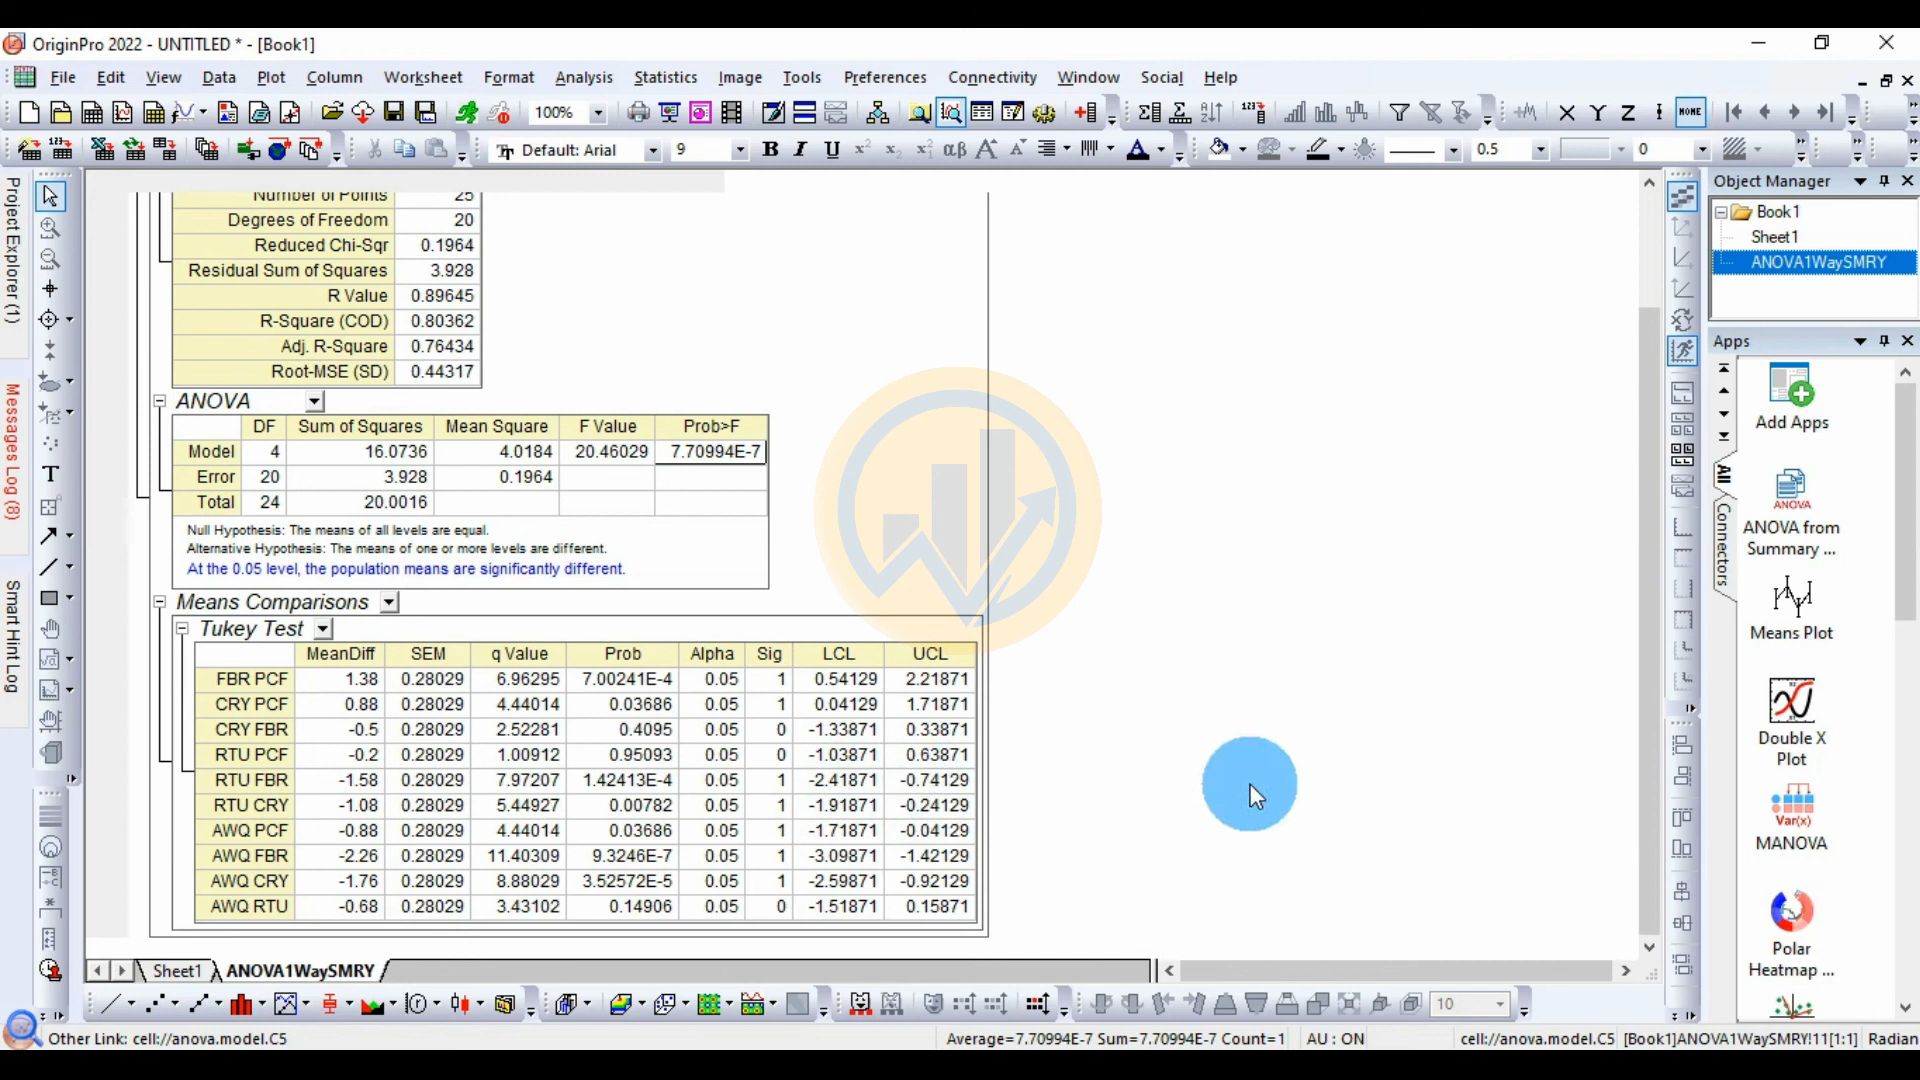 OriginPro 2022 - UNTITLED * - [Book1]
File Edit View Data Plot Column Worksheet Format Analysis Statistics Image Tools Preferences Connectivity Window Social Help
100%
X Y Z HOME
Default: Arial 9 B I U αβ A 0.5 0
Project Explorer (1)
Messages Log (8)
Smart Hint Log
Number of Points 25
Degrees of Freedom 20
Reduced Chi-Sqr 0.1964
Residual Sum of Squares 3.928
R Value 0.89645
R-Square (COD) 0.80362
Adj. R-Square 0.76434
Root-MSE (SD) 0.44317
ANOVA
DF Sum of Squares Mean Square F Value Prob>F
Model 4 16.0736 4.0184 20.46029 7.70994E-7
Error 20 3.928 0.1964
Total 24 20.0016
Null Hypothesis: The means of all levels are equal.
Alternative Hypothesis: The means of one or more levels are different.
At the 0.05 level, the population means are significantly different.
Means Comparisons
Tukey Test
MeanDiff SEM q Value Prob Alpha Sig LCL UCL
FBR PCF 1.38 0.28029 6.96295 7.00241E-4 0.05 1 0.54129 2.21871
CRY PCF 0.88 0.28029 4.44014 0.03686 0.05 1 0.04129 1.71871
CRY FBR -0.5 0.28029 2.52281 0.4095 0.05 0 -1.33871 0.33871
RTU PCF -0.2 0.28029 1.00912 0.95093 0.05 0 -1.03871 0.63871
RTU FBR -1.58 0.28029 7.97207 1.42413E-4 0.05 1 -2.41871 -0.74129
RTU CRY -1.08 0.28029 5.44927 0.00782 0.05 1 -1.91871 -0.24129
AWQ PCF -0.88 0.28029 4.44014 0.03686 0.05 1 -1.71871 -0.04129
AWQ FBR -2.26 0.28029 11.40309 9.3246E-7 0.05 1 -3.09871 -1.42129
AWQ CRY -1.76 0.28029 8.88029 3.52572E-5 0.05 1 -2.59871 -0.92129
AWQ RTU -0.68 0.28029 3.43102 0.14906 0.05 0 -1.51871 0.15871
Sheet1 ANOVA1WaySMRY
Object Manager
Book1
Sheet1
ANOVA1WaySMRY
Apps
All
Connectors
Add Apps
ANOVA
ANOVA from
Summary ...
Means Plot
Double X
Plot
Var(x)
MANOVA
Polar
Heatmap ...
10
Other Link: cell://anova.model.C5
Average=7.70994E-7 Sum=7.70994E-7 Count=1 AU : ON cell://anova.model.C5 [Book1]ANOVA1WaySMRY!11[1:1] Radian